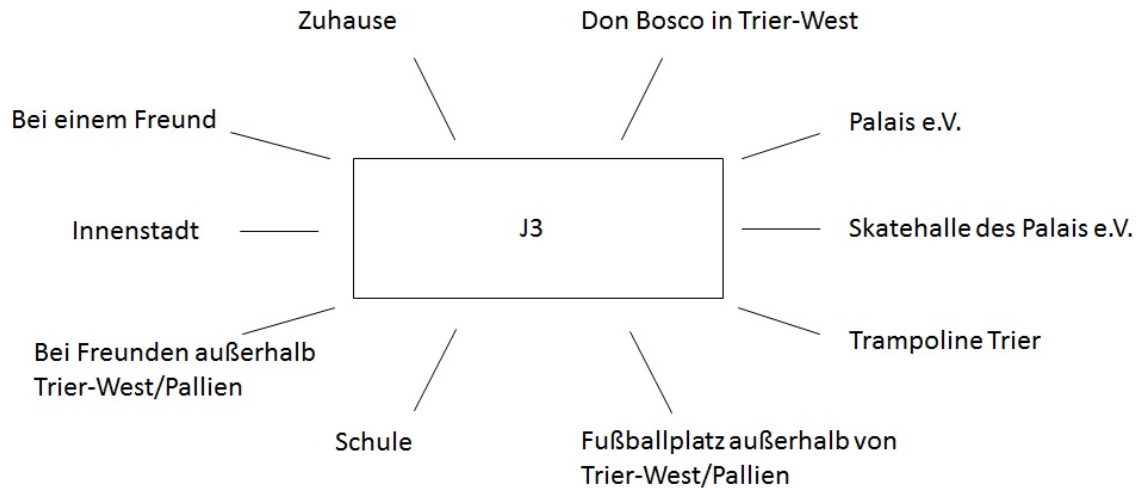 Zuhause
Don Bosco in Trier-West
Bei einem Freund
Palais e.V.
Innenstadt
J3
Skatehalle des Palais e.V.
Bei Freunden außerhalb
Trier-West/Pallien
Trampoline Trier
Schule
Fußballplatz außerhalb von
Trier-West/Pallien